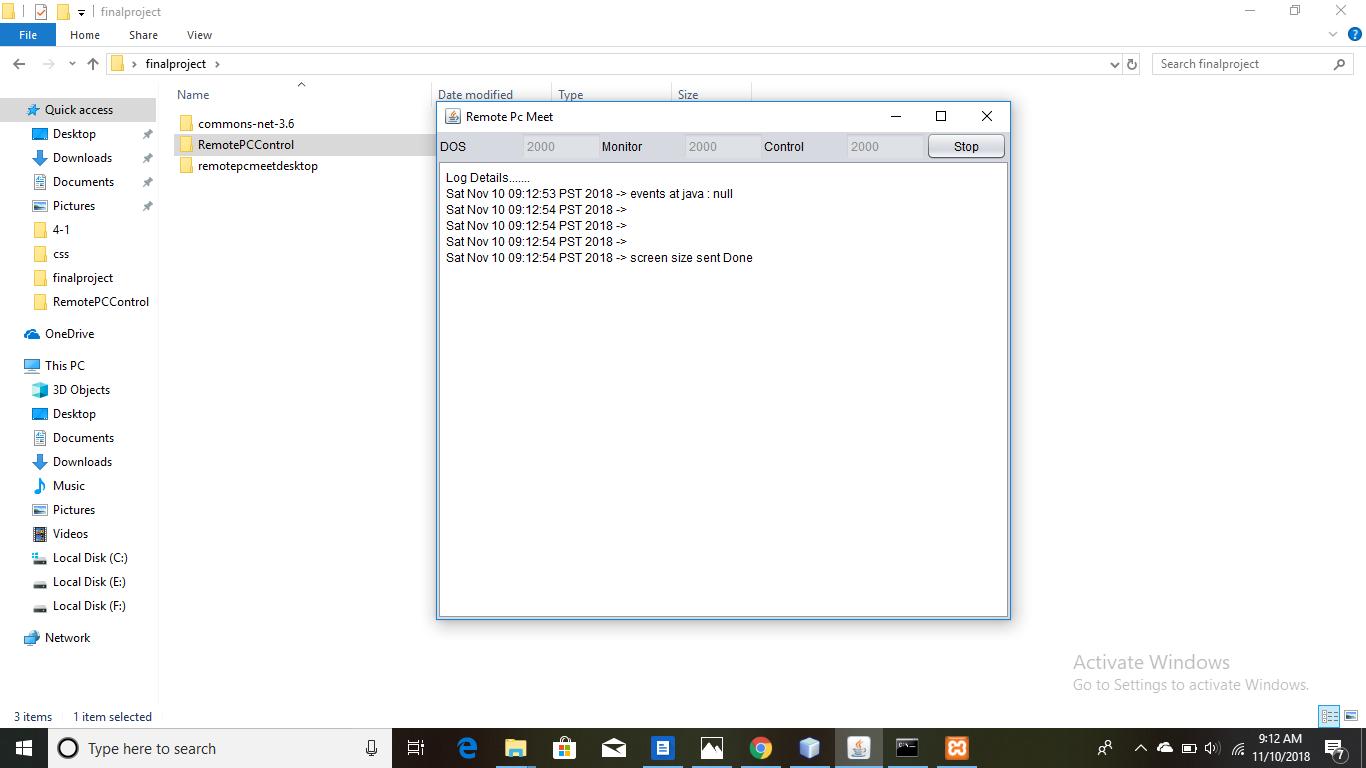 finalproject
File Home Share View
finalproject
Search finalproject
Name Date modified Type Size
Quick access
Desktop
Downloads
Documents
Pictures
4-1
css
finalproject
RemotePCControl
OneDrive
This PC
3D Objects
Desktop
Documents
Downloads
Music
Pictures
Videos
Local Disk (C:)
Local Disk (E:)
Local Disk (F:)
Network
commons-net-3.6
RemotePCControl
remotepcmeetdesktop
Remote Pc Meet
DOS 2000 Monitor 2000 Control 2000 Stop
Log Details.......
Sat Nov 10 09:12:53 PST 2018 -> events at java : null
Sat Nov 10 09:12:54 PST 2018 ->
Sat Nov 10 09:12:54 PST 2018 ->
Sat Nov 10 09:12:54 PST 2018 ->
Sat Nov 10 09:12:54 PST 2018 -> screen size sent Done
Activate Windows
Go to Settings to activate Windows.
3 items 1 item selected
Type here to search
9:12 AM
11/10/2018
7